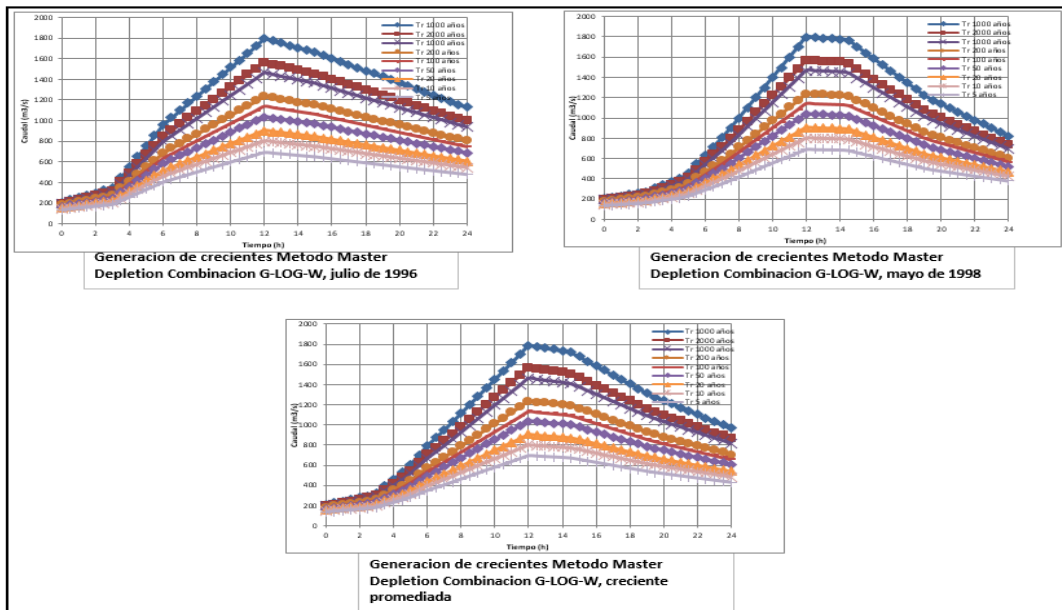 2000
1800
1600
1400
1200
1000
800
600
400
200
0
Caudal (m3/s)
0 2 4 6 8 10 12 14 16 18 20 22 24
Tiempo (h)
Tr 1000 años
Tr 2000 años
Tr 1000 años
Tr 200 años
Tr 100 años
Tr 50 años
Tr 20 años
Tr 10 años
Tr 5 años
Generacion de crecientes Metodo Master
Depletion Combinacion G-LOG-W, julio de 1996
2000
1800
1600
1400
1200
1000
800
600
400
200
0
Caudal (m3/s)
0 2 4 6 8 10 12 14 16 18 20 22 24
Tiempo (h)
Tr 1000 años
Tr 2000 años
Tr 1000 años
Tr 200 años
Tr 100 años
Tr 50 años
Tr 20 años
Tr 10 años
Tr 5 años
Generacion de crecientes Metodo Master
Depletion Combinacion G-LOG-W, mayo de 1998
2000
1800
1600
1400
1200
1000
800
600
400
200
0
Caudal (m3/s)
0 2 4 6 8 10 12 14 16 18 20 22 24
Tiempo (h)
Tr 1000 años
Tr 2000 años
Tr 1000 años
Tr 200 años
Tr 100 años
Tr 50 años
Tr 20 años
Tr 10 años
Tr 5 años
Generacion de crecientes Metodo Master
Depletion Combinacion G-LOG-W, creciente
promediada